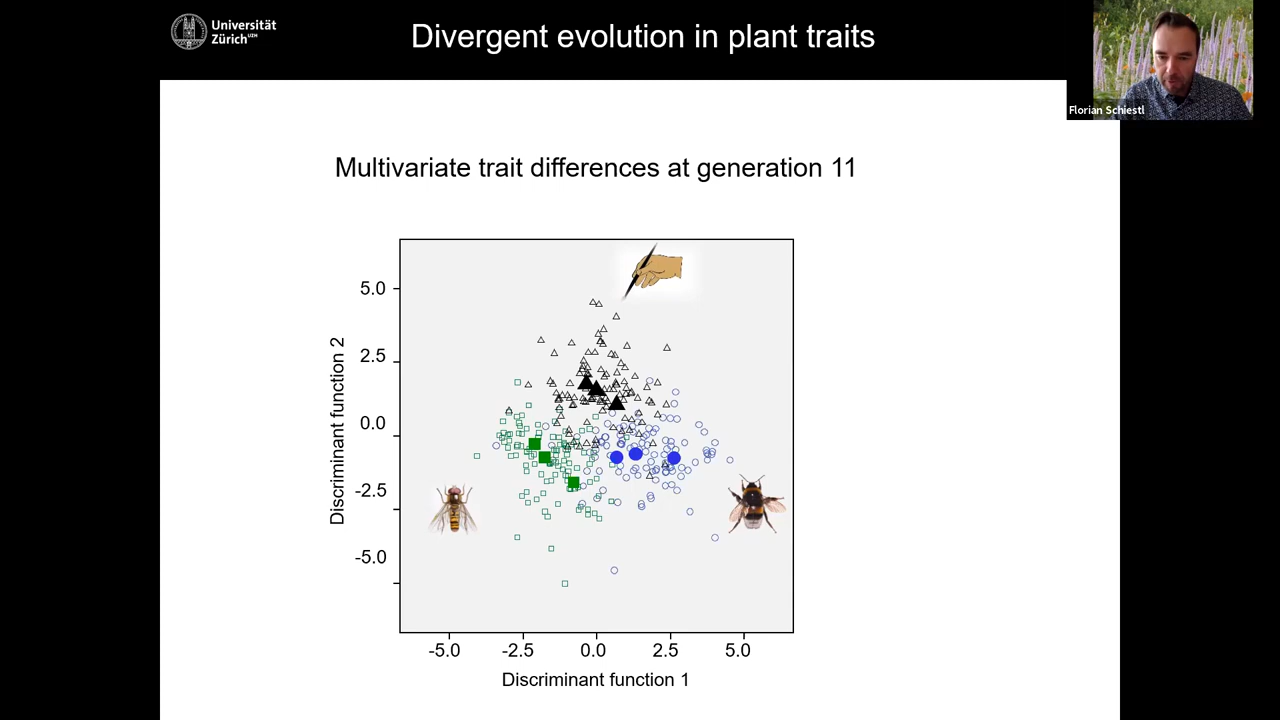 Universität
Zürich UZH
Divergent evolution in plant traits
Florian Schiestl
Multivariate trait differences at generation 11
Discriminant function 2
5.0
2.5
0.0
-2.5
-5.0
-5.0 -2.5 0.0 2.5 5.0
Discriminant function 1